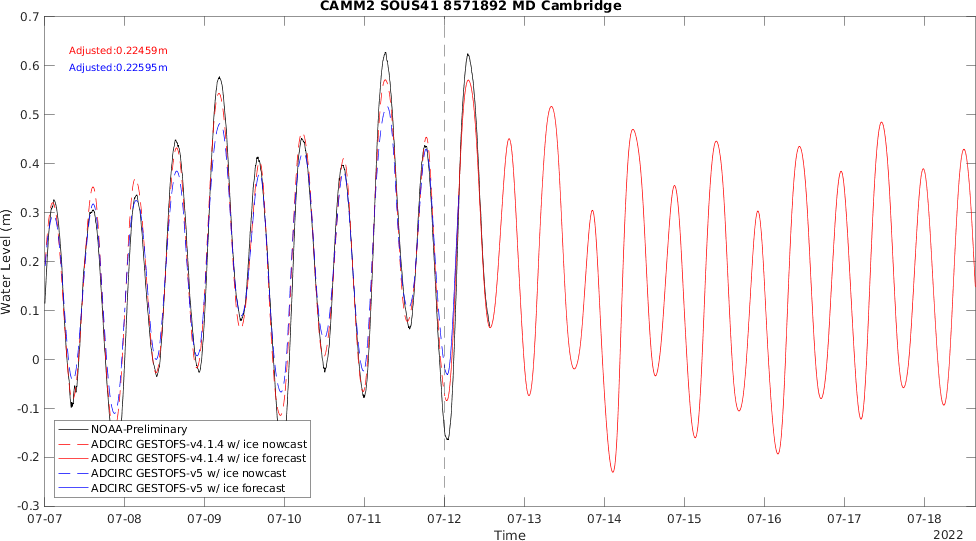 CAMM2 SOUS41 8571892 MD Cambridge
0.7
Adjusted:0.22459m
0.6
Adjusted:0.22595m
0.5
0.4
0.3
0.2
0.1
0
-0.1
-0.2
-0.3
Water Level (m)
NOAA-Preliminary
ADCIRC GESTOFS-v4.1.4 w/ ice nowcast
ADCIRC GESTOFS-v4.1.4 w/ ice forecast
ADCIRC GESTOFS-v5 w/ ice nowcast
ADCIRC GESTOFS-v5 w/ ice forecast
07-07 07-08 07-09 07-10 07-11 07-12 07-13 07-14 07-15 07-16 07-17 07-18
Time
2022